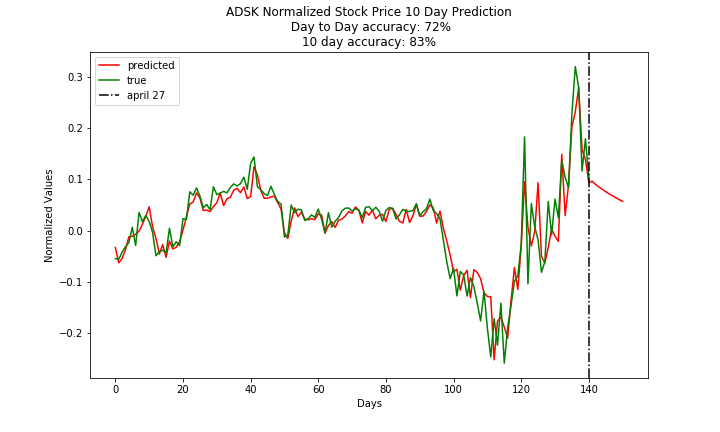 ADSK Normalized Stock Price 10 Day Prediction
Day to Day accuracy: 72%
10 day accuracy: 83%
predicted
true
april 27
Normalized Values
0.3
0.2
0.1
0.0
−0.1
−0.2
0 20 40 60 80 100 120 140
Days